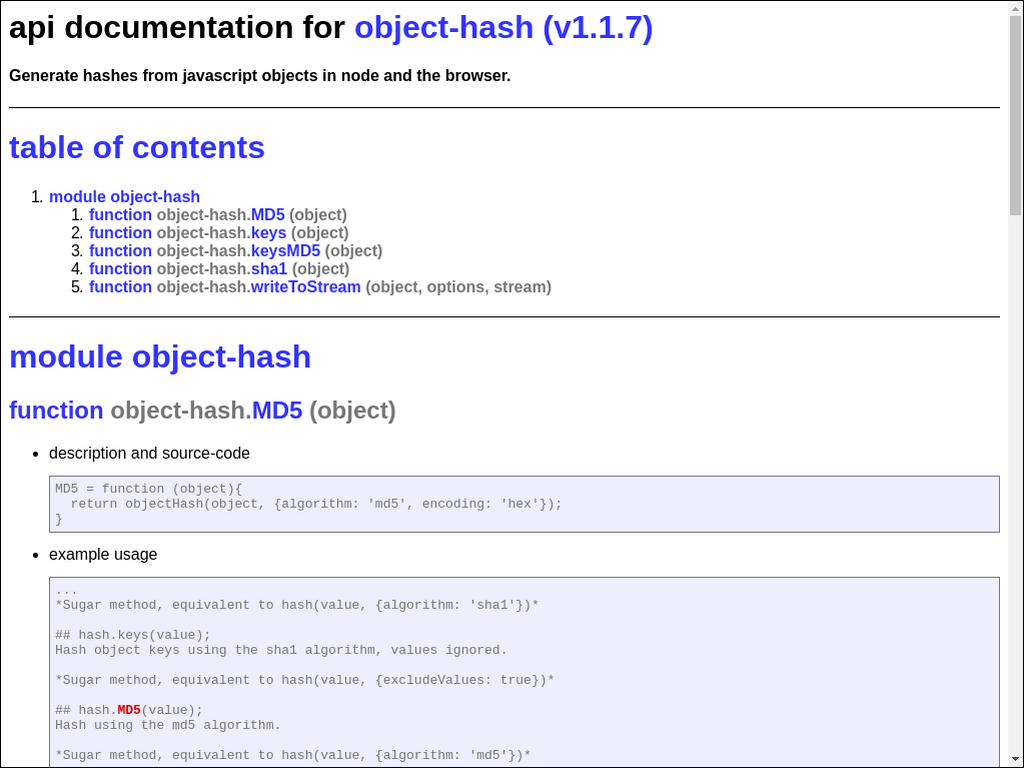 api documentation for object-hash (v1.1.7)
Generate hashes from javascript objects in node and the browser.
table of contents
1. module object-hash
1. function object-hash.MD5 (object)
2. function object-hash.keys (object)
3. function object-hash.keysMD5 (object)
4. function object-hash.sha1 (object)
5. function object-hash.writeToStream (object, options, stream)
module object-hash
function object-hash.MD5 (object)
• description and source-code
MD5 = function (object){
  return objectHash(object, {algorithm: 'md5', encoding: 'hex'});
}
• example usage
...
*Sugar method, equivalent to hash(value, {algorithm: 'sha1'})*
## hash.keys(value);
Hash object keys using the sha1 algorithm, values ignored.
*Sugar method, equivalent to hash(value, {excludeValues: true})*
## hash.MD5(value);
Hash using the md5 algorithm.
*Sugar method, equivalent to hash(value, {algorithm: 'md5'})*